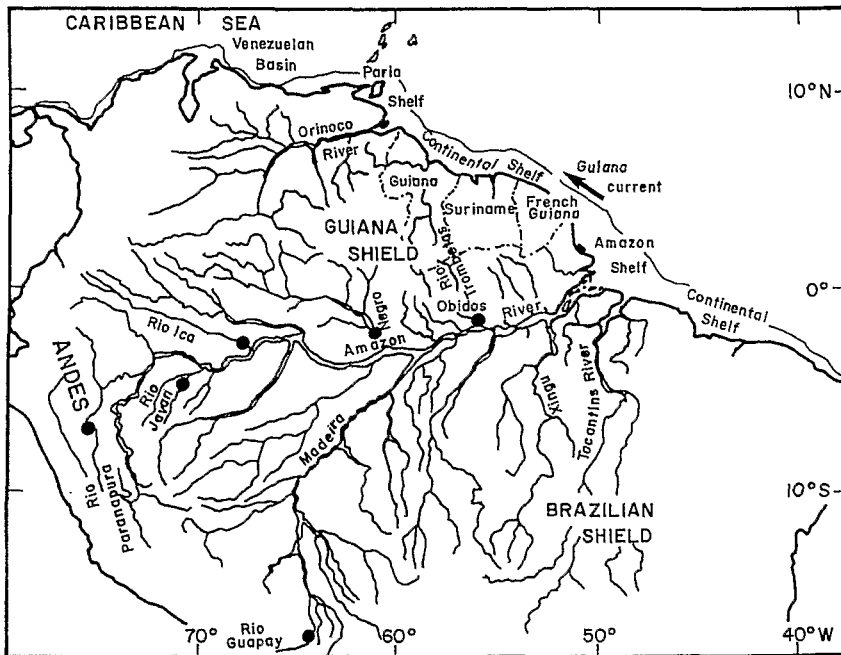 CARIBBEAN SEA
Venezuelan
Basin
Paria
Shelf
10°N
Orinoco
River
Continental Shelf
Guiana
current
Guiana
Suriname
French
Guiana
GUIANA
SHIELD
Rio
Trombetas
Amazon
Shelf
0°
Negro
Obidos
River
Amazon
Continental
Shelf
Rio Ica
ANDES
Rio
Javari
Madeira
Xingu
Tocantins River
Rio
Paranapura
10°S
BRAZILIAN
SHIELD
Rio
Guapay
70°
60°
50°
40°W